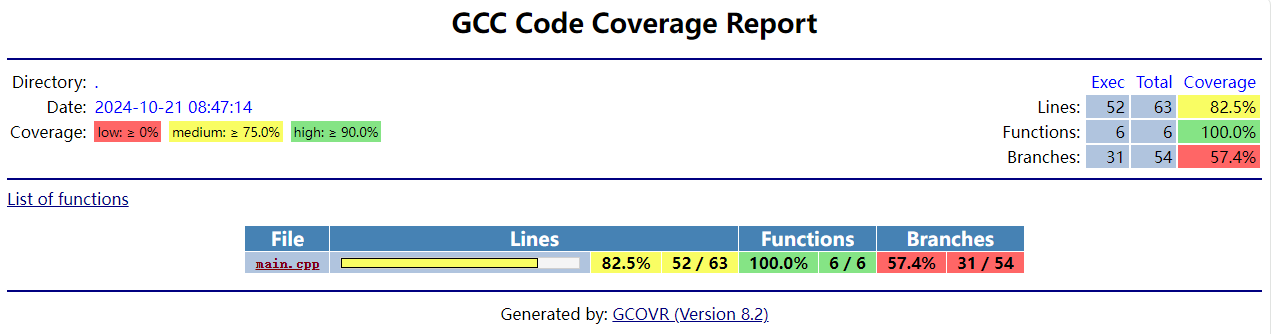 GCC Code Coverage Report
Directory: .
Date: 2024-10-21 08:47:14
Coverage: low: ≥ 0% medium: ≥ 75.0% high: ≥ 90.0%
Exec Total Coverage
Lines: 52 63 82.5%
Functions: 6 6 100.0%
Branches: 31 54 57.4%
List of functions
File Lines Functions Branches
main.cpp 82.5% 52 / 63 100.0% 6 / 6 57.4% 31 / 54
Generated by: GCOVR (Version 8.2)